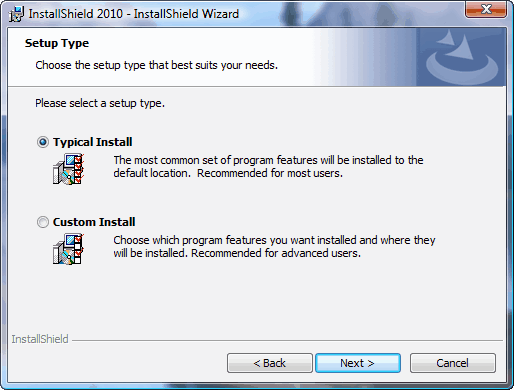 InstallShield 2010 - InstallShield Wizard
Setup Type
Choose the setup type that best suits your needs.
Please select a setup type.
Typical Install
The most common set of program features will be installed to the
default location.  Recommended for most users.
Custom Install
Choose which program features you want installed and where they
will be installed. Recommended for advanced users.
InstallShield
< Back
Next >
Cancel